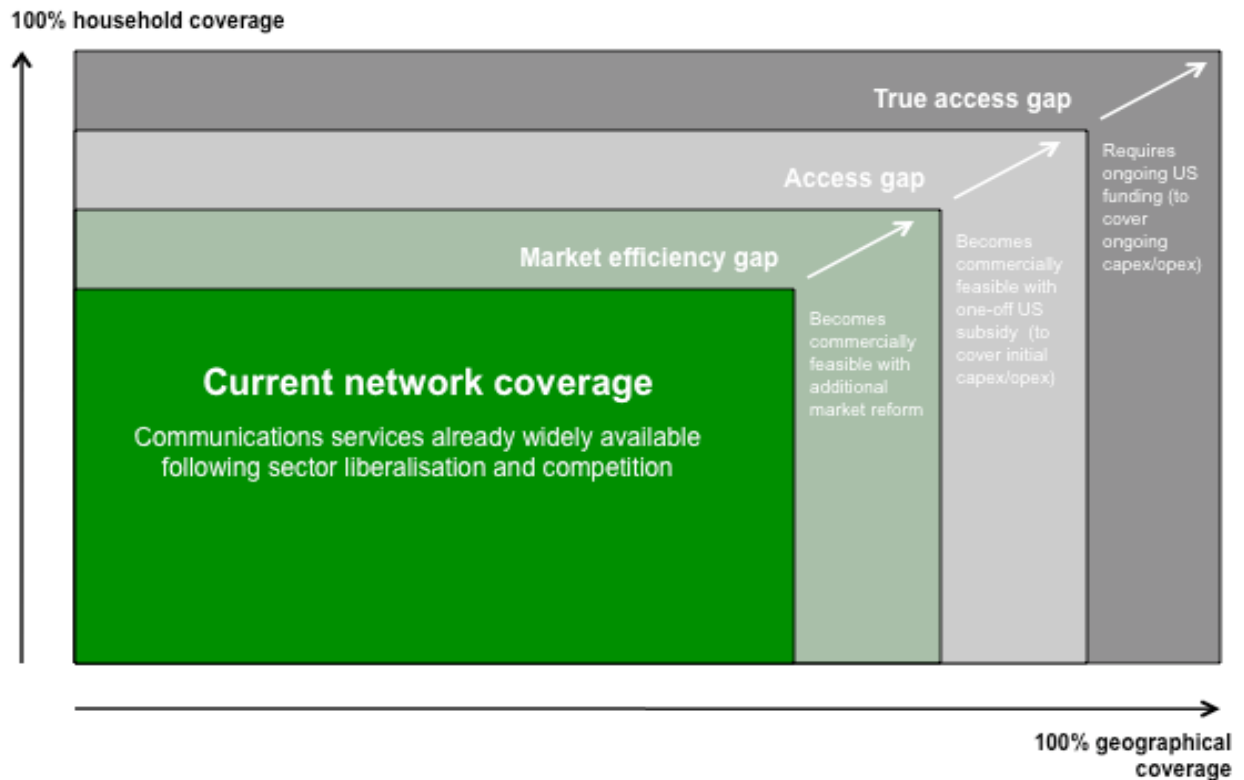 100% household coverage
True access gap
Requires
ongoing US
funding (to
cover
ongoing
capex/opex)
Access gap
Becomes
commercially
feasible with
one-off US
subsidy (to
cover initial
capex/opex)
Market efficiency gap
Becomes
commercially
feasible with
additional
market reform
Current network coverage
Communications services already widely available
following sector liberalisation and competition
100% geographical
coverage